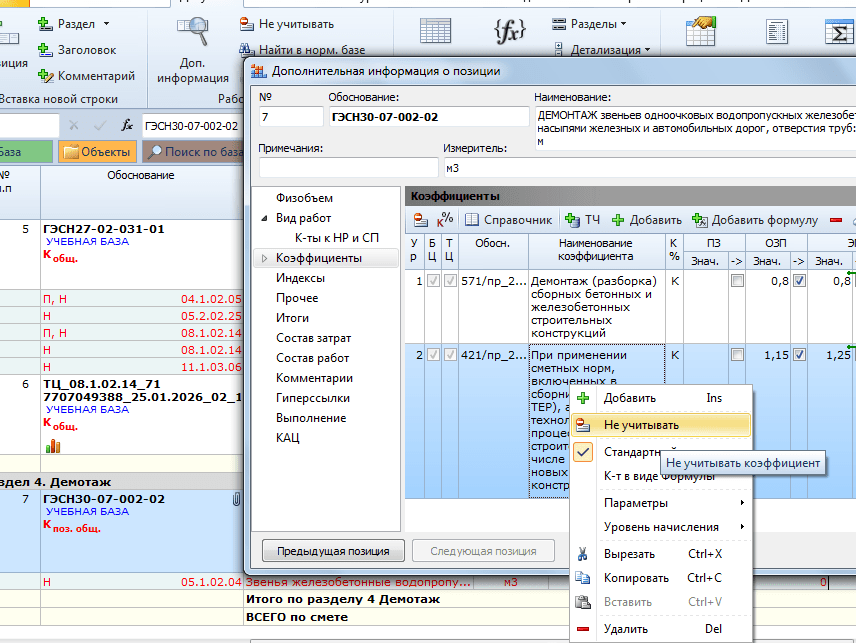 Раздел
Не учитывать
Разделы
Заголовок
Найти в норм. базе
Детализация
Комментарий
Доп.
информация
Вставка новой строки
fx
ГЭСН30-07-002-02
База
Объекты
Поиск по база
№
п.п
Обоснование
5
ГЭСН27-02-031-01
УЧЕБНАЯ БАЗА
К общ.
П, Н 04.1.02.05
Н 05.2.02.25
П, Н 08.1.02.14
Н 08.1.02.14
Н 11.1.03.06
6
ТЦ_08.1.02.14_71
7707049388_25.01.2026_02_1
УЧЕБНАЯ БАЗА
К общ.
здел 4. Демотаж
7
ГЭСН30-07-002-02
УЧЕБНАЯ БАЗА
К поз. общ.
Н 05.1.02.04 Звенья железобетонные водопропу... м3 0
Итого по разделу 4 Демотаж
ВСЕГО по смете
Дополнительная информация о позиции
№
Обоснование:
Наименование:
7
ГЭСН30-07-002-02
ДЕМОНТАЖ звеньев одноочковых водопропускных железобет
насыпями железных и автомобильных дорог, отверстия труб:
м
Примечания:
Измеритель:
м3
Физобъем
Вид работ
К-ты к НР и СП
Коэффициенты
Индексы
Прочее
Итоги
Состав затрат
Состав работ
Комментарии
Гиперссылки
Выполнение
КАЦ
Коэффициенты
К% Справочник ТЧ Добавить Добавить формулу
У
р
Б
Ц
Т
Ц
Обосн.
Наименование
коэффициента
К
%
ПЗ
ОЗП
Знач. -> Знач. -> Знач.
1 571/пр_2... Демонтаж (разборка) К 0,8 0,8
сборных бетонных и
железобетонных
строительных
конструкций
2 421/пр_2... При применении К 1,15 1,25
сметных норм,
включенных в
сборни
ТЕР), а
технол
процес
строит
числе
новых
констр
Добавить Ins
Не учитывать
Стандартный
Не учитывать коэффициент
К-т в виде формулы
Параметры
Уровень начисления
Вырезать Ctrl+X
Копировать Ctrl+C
Вставить Ctrl+V
Удалить Del
Предыдущая позиция
Следующая позиция